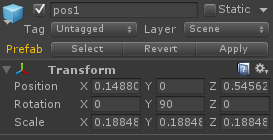 pos1 Static
Tag Untagged Layer Scene
Prefab Select Revert Apply
Transform
Position X 0.14880 Y 0 Z 0.54562
Rotation X 0 Y 90 Z 0
Scale X 0.18848 Y 0.18848 Z 0.18848